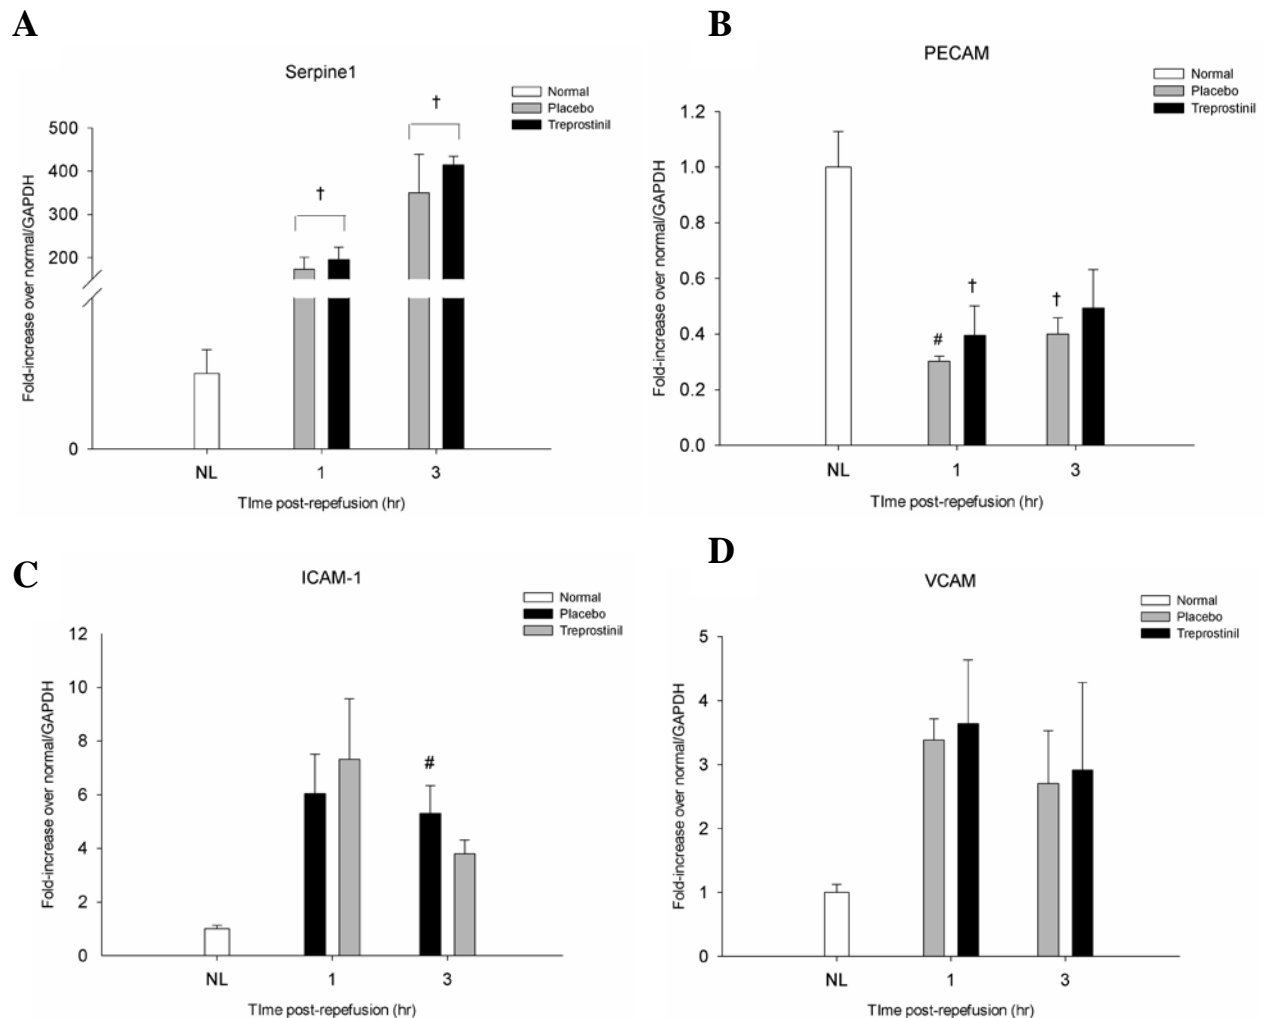 A
Serpine1
Normal
Placebo
Treprostinil
†
†
500
400
300
200
0
Fold-increase over normal/GAPDH
NL
1
3
TIme post-repefusion (hr)
B
PECAM
Normal
Placebo
Treprostinil
1.2
1.0
0.8
0.6
0.4
0.2
0.0
Fold-increase over normal/GAPDH
#
†
†
NL
1
3
TIme post-repefusion (hr)
C
ICAM-1
Normal
Placebo
Treprostinil
12
10
8
6
4
2
0
Fold-increase over normal/GAPDH
#
NL
1
3
TIme post-repefusion (hr)
D
VCAM
Normal
Placebo
Treprostinil
5
4
3
2
1
0
Fold-increase over normal/GAPDH
NL
1
3
TIme post-repefusion (hr)